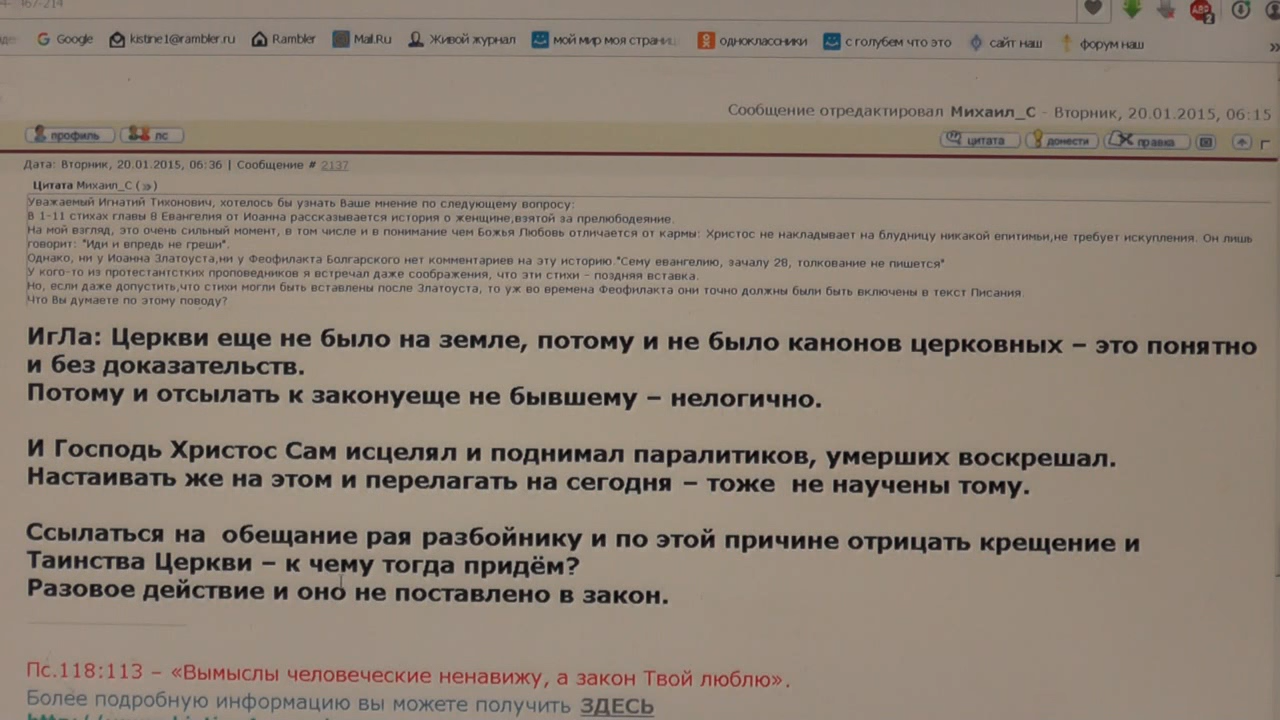 4- 367-214
ABP
2
Google kistine1@rambler.ru Rambler Mail.Ru Живой журнал мой мир моя страниц одноклассники с голубем что это сайт наш форум наш »
Сообщение отредактировал Михаил_С - Вторник, 20.01.2015, 06:15
профиль лс цитата донести правка
Дата: Вторник, 20.01.2015, 06:36 | Сообщение # 2137
Цитата Михаил_С (»)
Уважаемый Игнатий Тихонович, хотелось бы узнать Ваше мнение по следующему вопросу:
В 1-11 стихах главы 8 Евангелия от Иоанна рассказывается история о женщине,взятой за прелюбодеяние.
На мой взгляд, это очень сильный момент, в том числе и в понимание чем Божья Любовь отличается от кармы: Христос не накладывает на блудницу никакой епитимьи,не требует искупления. Он лишь
говорит: "Иди и впредь не греши".
Однако, ни у Иоанна Златоуста,ни у Феофилакта Болгарского нет комментариев на эту историю."Сему евангелию, зачалу 28, толкование не пишется"
У кого-то из протестантстких проповедников я встречал даже соображения, что эти стихи - поздняя вставка.
Но, если даже допустить,что стихи могли быть вставлены после Златоуста, то уж во времена Феофилакта они точно должны были быть включены в текст Писания.
Что Вы думаете по этому поводу?
ИгЛа: Церкви еще не было на земле, потому и не было канонов церковных – это понятно
и без доказательств.
Потому и отсылать к законуеще не бывшему – нелогично.
И Господь Христос Сам исцелял и поднимал паралитиков, умерших воскрешал.
Настаивать же на этом и перелагать на сегодня – тоже не научены тому.
Ссылаться на обещание рая разбойнику и по этой причине отрицать крещение и
Таинства Церкви – к чему тогда придём?
Разовое действие и оно не поставлено в закон.
Пс.118:113 – «Вымыслы человеческие ненавижу, а закон Твой люблю».
Более подробную информацию вы можете получить ЗДЕСЬ